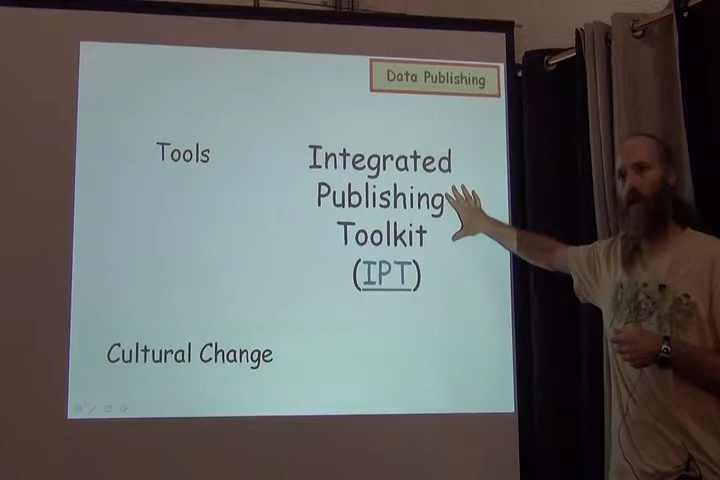 Data Publishing
Tools
Integrated
Publishing
Toolkit
(IPT)
Cultural Change